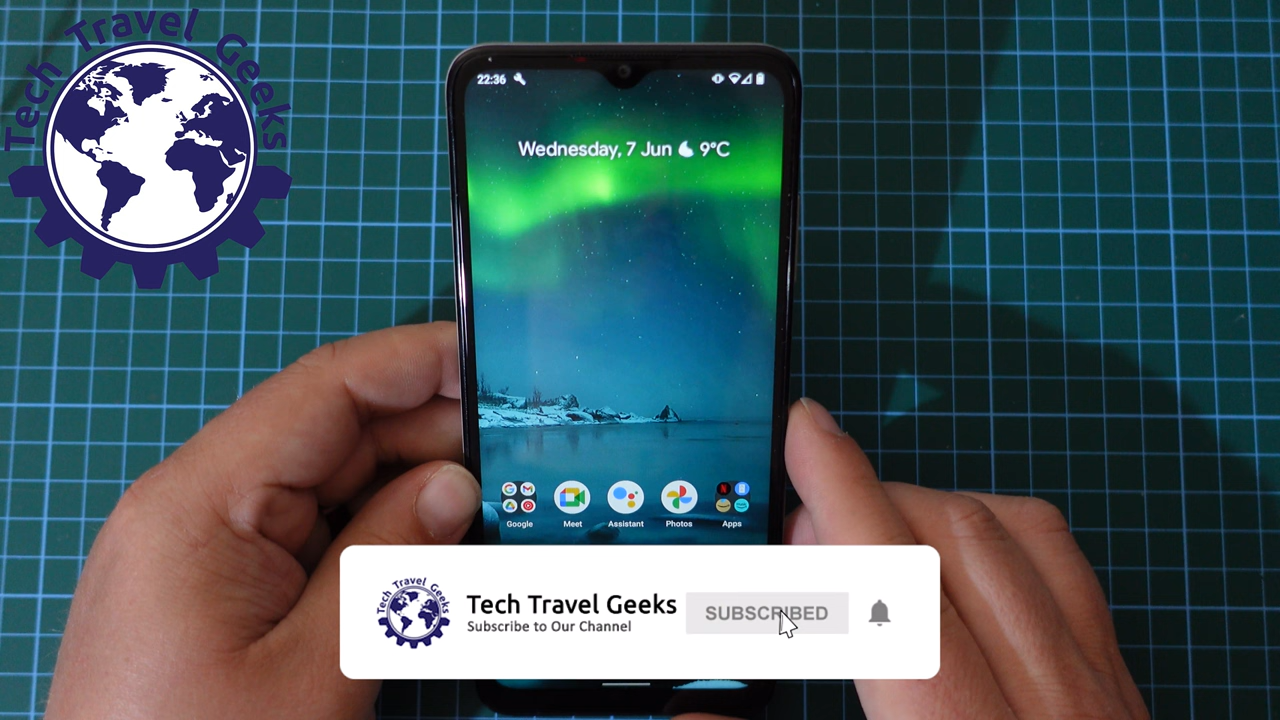 Tech Travel Geeks
22:36
Wednesday, 7 Jun 9°C
Google Meet Assistant Photos Apps
Tech Travel Geeks
Tech Travel Geeks
Subscribe to Our Channel
SUBSCRIBED